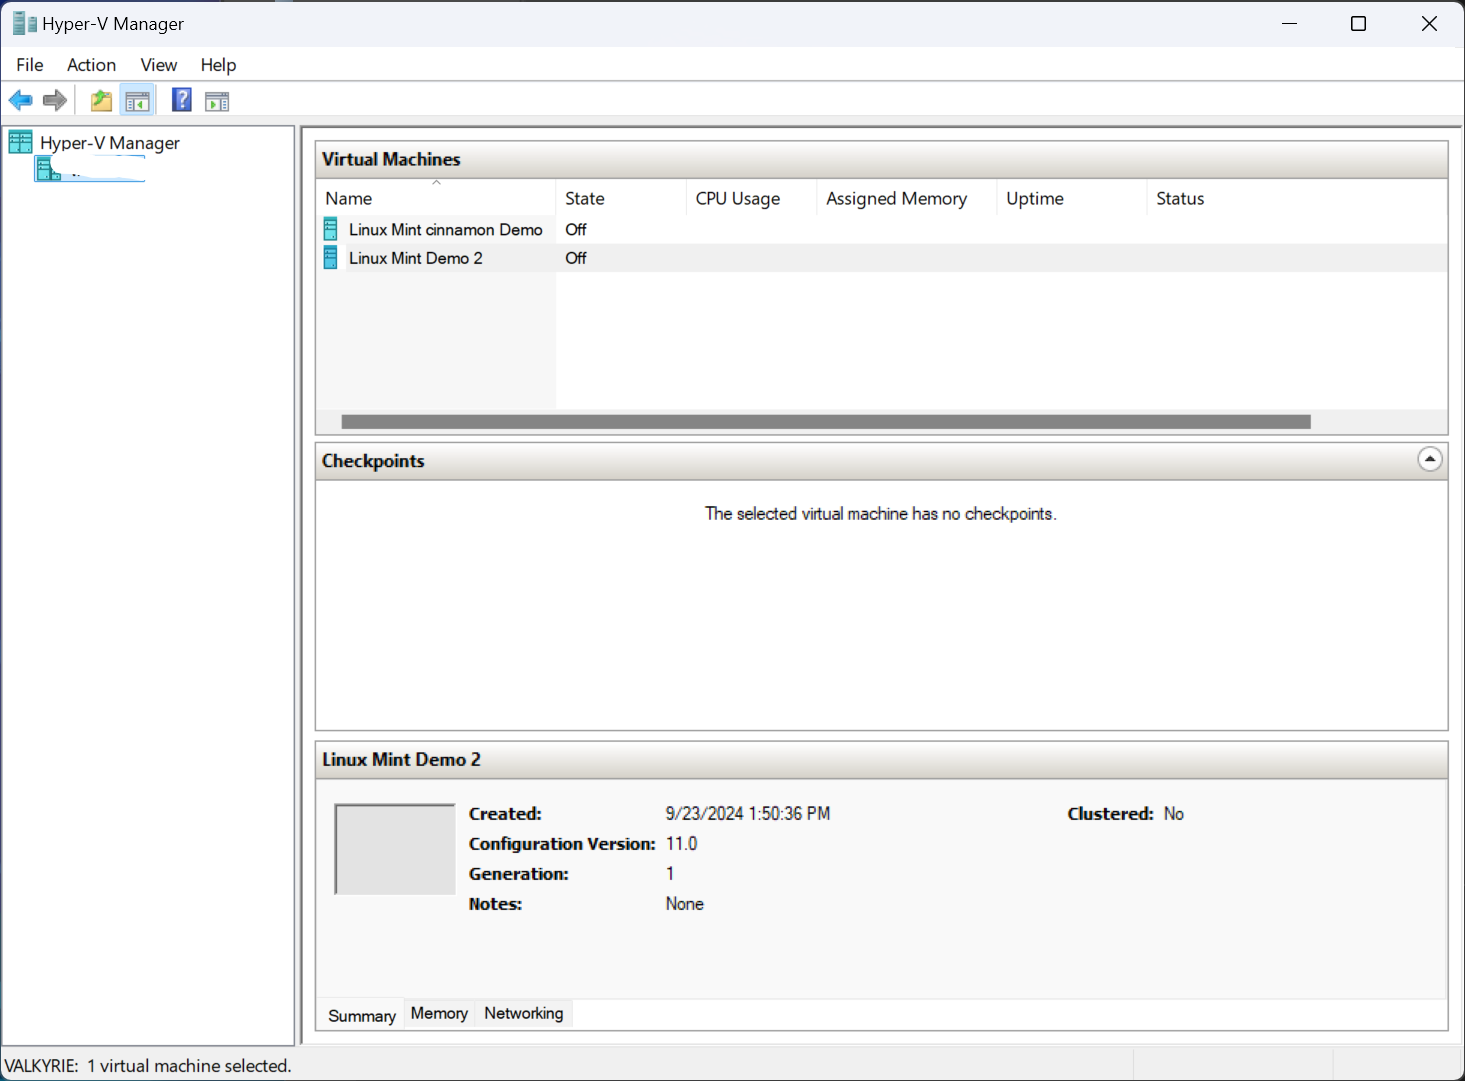 Hyper-V Manager
File Action View Help
Hyper-V Manager
Virtual Machines
Name State CPU Usage Assigned Memory Uptime Status
Linux Mint cinnamon Demo Off
Linux Mint Demo 2 Off
Checkpoints
The selected virtual machine has no checkpoints.
Linux Mint Demo 2
Created: 9/23/2024 1:50:36 PM Clustered: No
Configuration Version: 11.0
Generation: 1
Notes: None
Summary Memory Networking
VALKYRIE: 1 virtual machine selected.